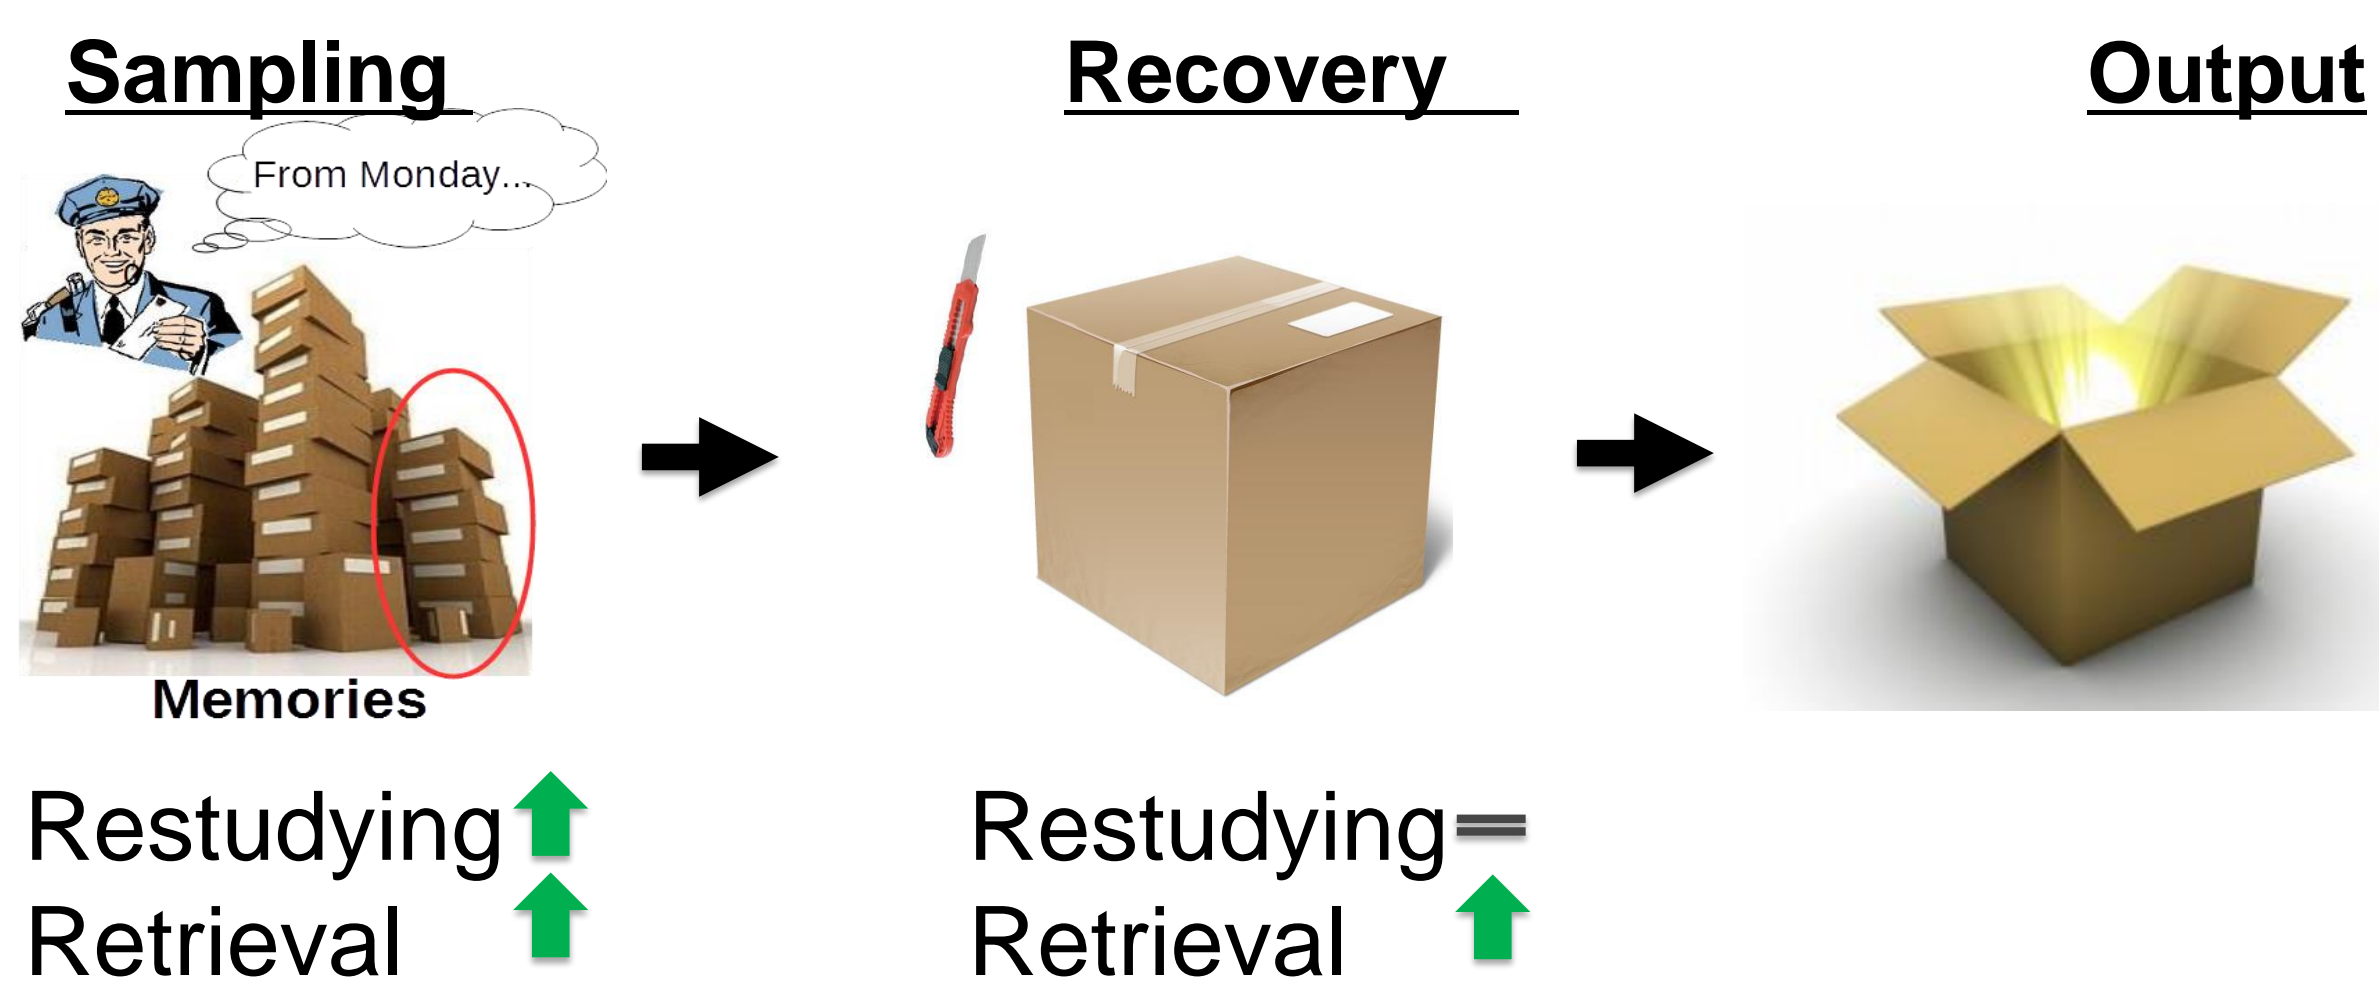 Sampling
Recovery
Output
From Monday...
Memories
Restudying
Retrieval
Restudying
Retrieval